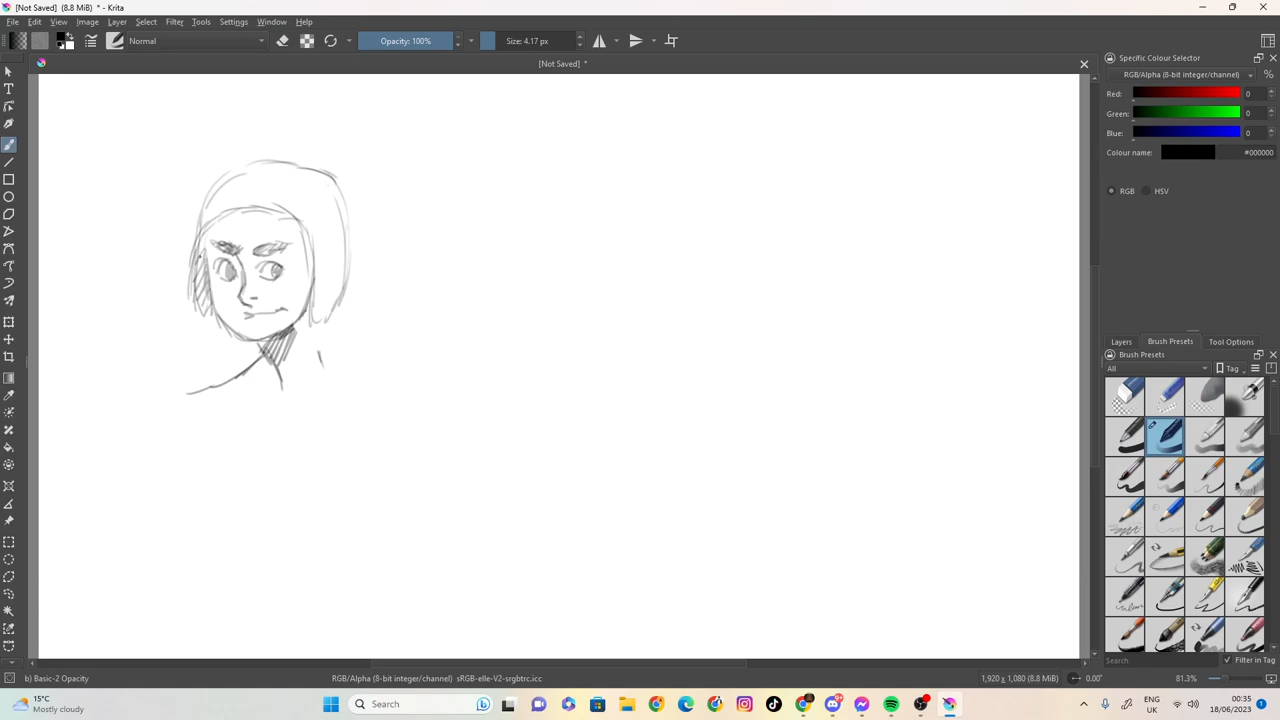 [Not Saved] (8.8 MiB) * - Krita
File Edit View Image Layer Select Filter Tools Settings Window Help
Normal Opacity: 100% Size: 4.17 px
[Not Saved] *
Specific Colour Selector
RGB/Alpha (8-bit integer/channel) %
Red: 0
Green: 0
Blue: 0
Colour name: #000000
RGB HSV
Layers Brush Presets Tool Options
Brush Presets
All Tag
Search Filter in Tag
b) Basic-2 Opacity RGB/Alpha (8-bit integer/channel) sRGB-elle-V2-srgbtrc.icc 1,920 x 1,080 (8.8 MiB) 0.00° 81.3%
15°C
Mostly cloudy
Search
ENG
UK
00:35
18/06/2023